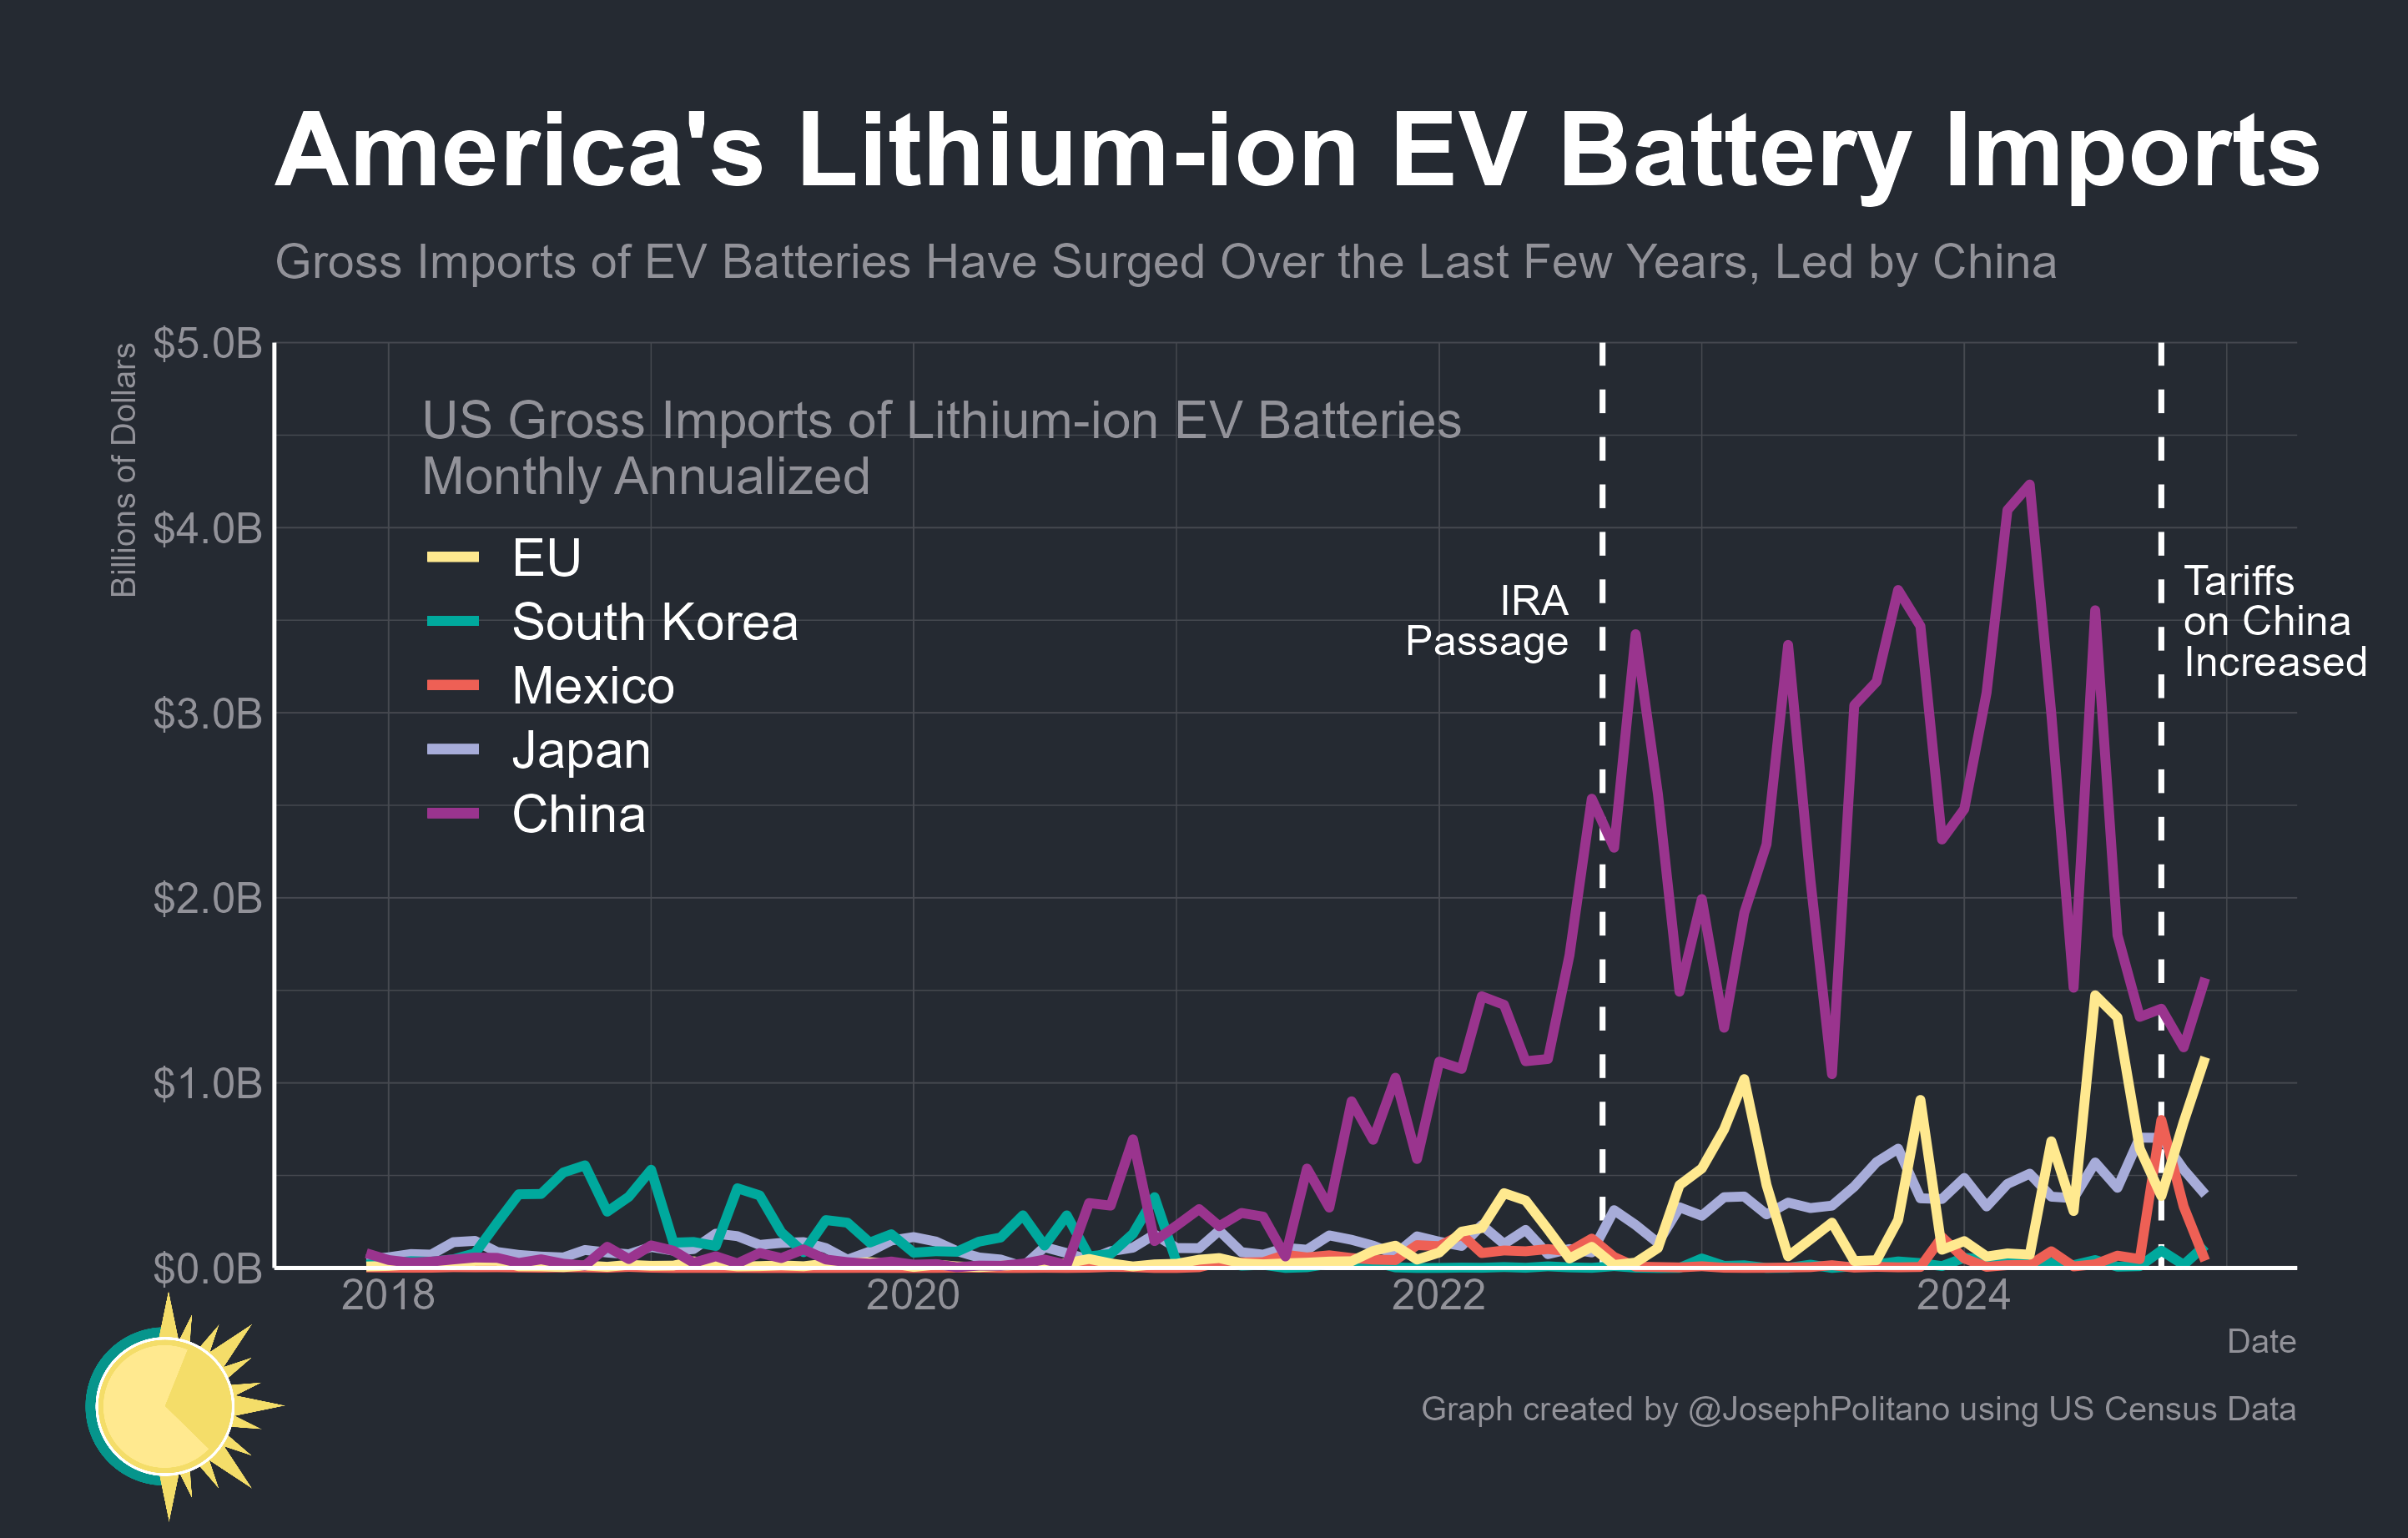 America's Lithium-ion EV Battery Imports
Gross Imports of EV Batteries Have Surged Over the Last Few Years, Led by China
Billions of Dollars
$5.0B
$4.0B
$3.0B
$2.0B
$1.0B
$0.0B
US Gross Imports of Lithium-ion EV Batteries
Monthly Annualized
EU
South Korea
Mexico
Japan
China
IRA
Passage
Tariffs
on China
Increased
2018
2020
2022
2024
Date
Graph created by @JosephPolitano using US Census Data